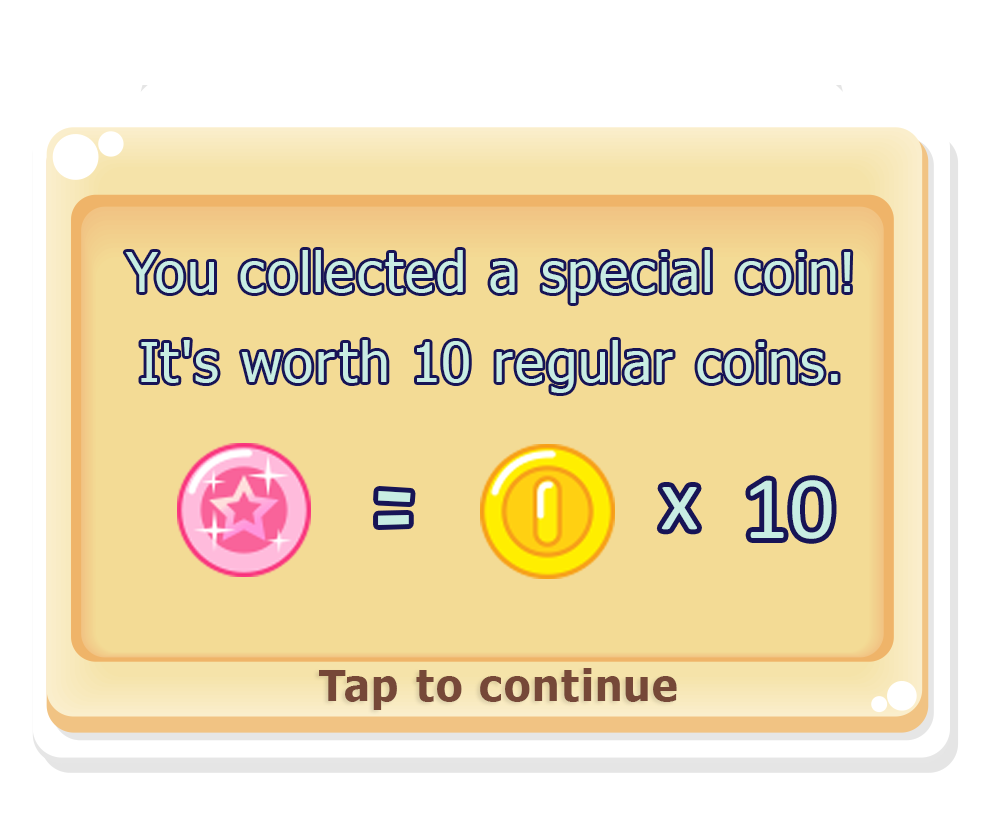 You collected a special coin!
It's worth 10 regular coins.
= x 10
Tap to continue